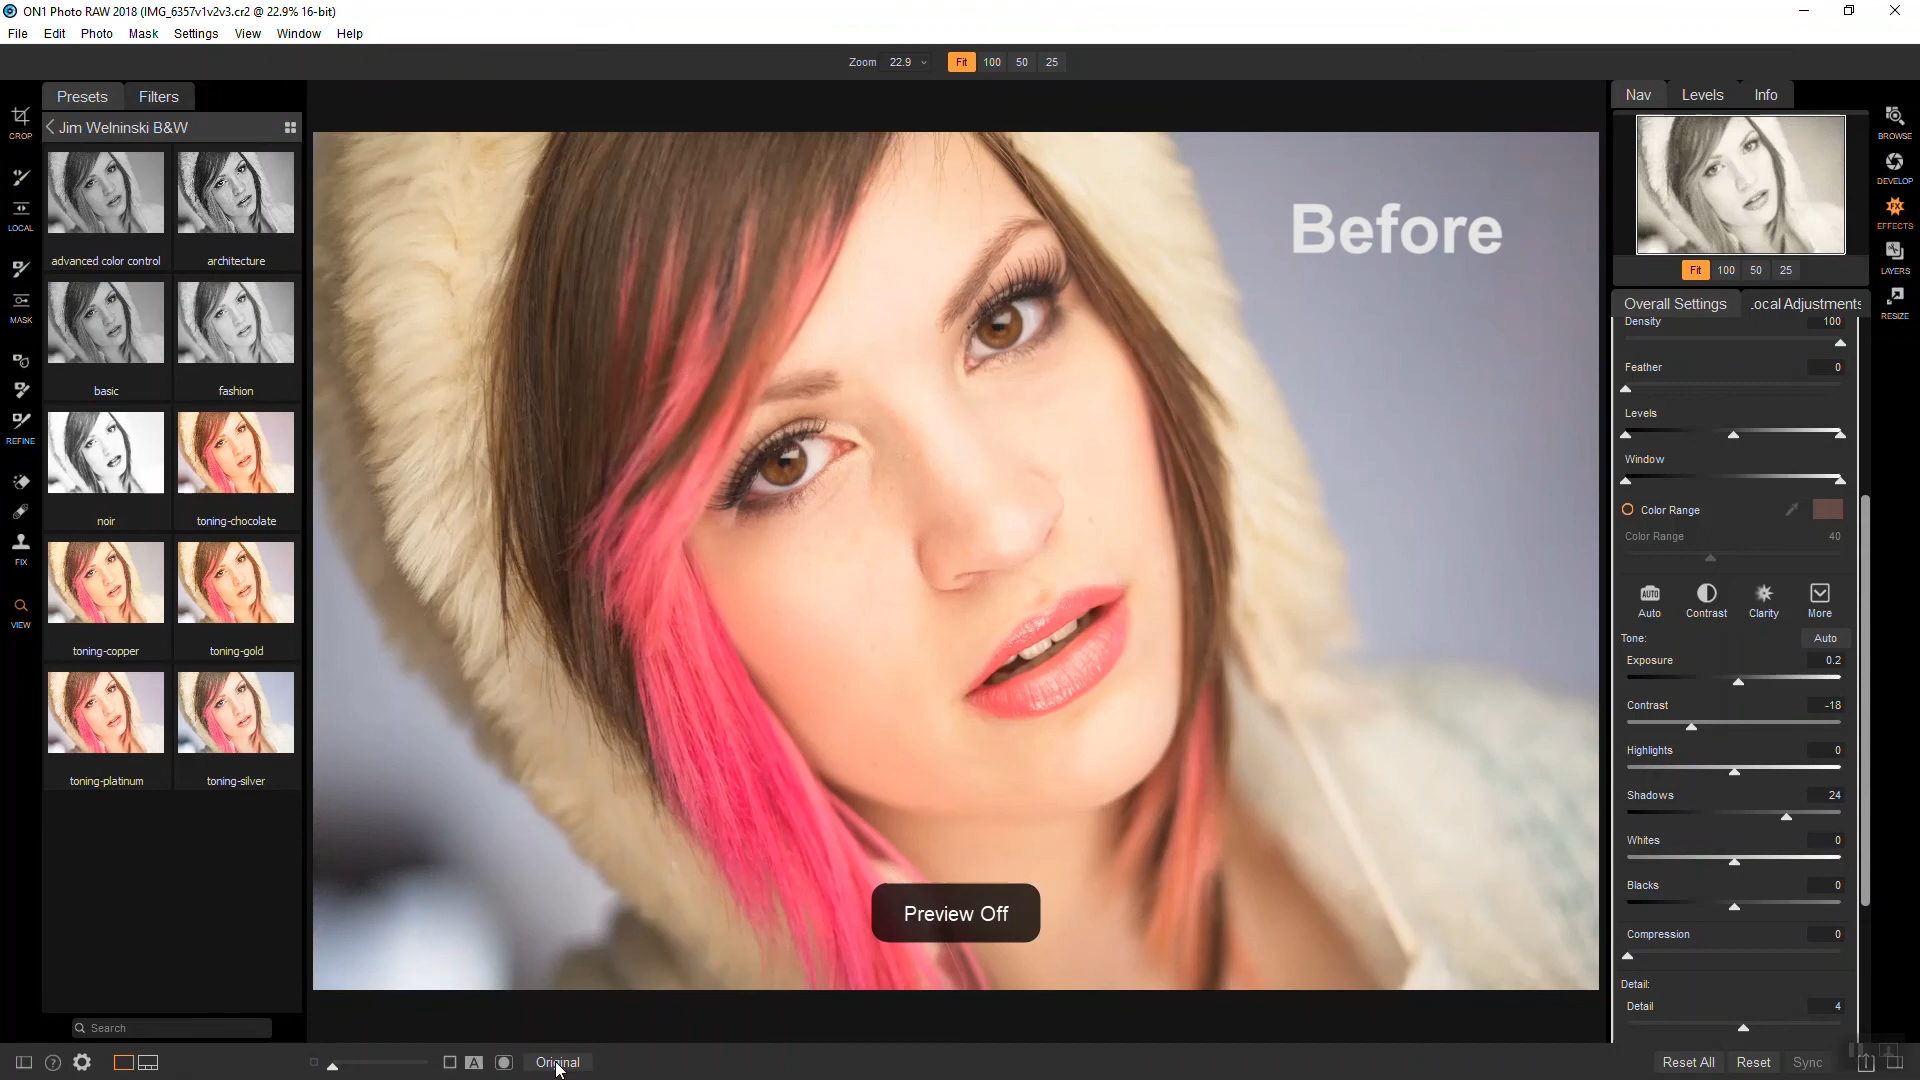 ON1 Photo RAW 2018 (IMG_6357v1v2v3.cr2 @ 22.9% 16-bit)
File Edit Photo Mask Settings View Window Help
Zoom 22.9 Fit 100 50 25
Presets Filters
Jim Welninski B&W
advanced color control architecture
basic fashion
noir toning-chocolate
toning-copper toning-gold
toning-platinum toning-silver
Search
CROP
LOCAL
MASK
REFINE
FIX
VIEW
Before
Preview Off
A Original
Nav Levels Info
Fit 100 50 25
Overall Settings ocal Adjustments
Density 100
Feather 0
Levels
Window
Color Range
Color Range 40
AUTO
Auto Contrast Clarity More
Tone: Auto
Exposure 0.2
Contrast -18
Highlights 0
Shadows 24
Whites 0
Blacks 0
Compression 0
Detail:
Detail 4
Reset All Reset Sync
BROWSE
DEVELOP
FX
EFFECTS
LAYERS
RESIZE